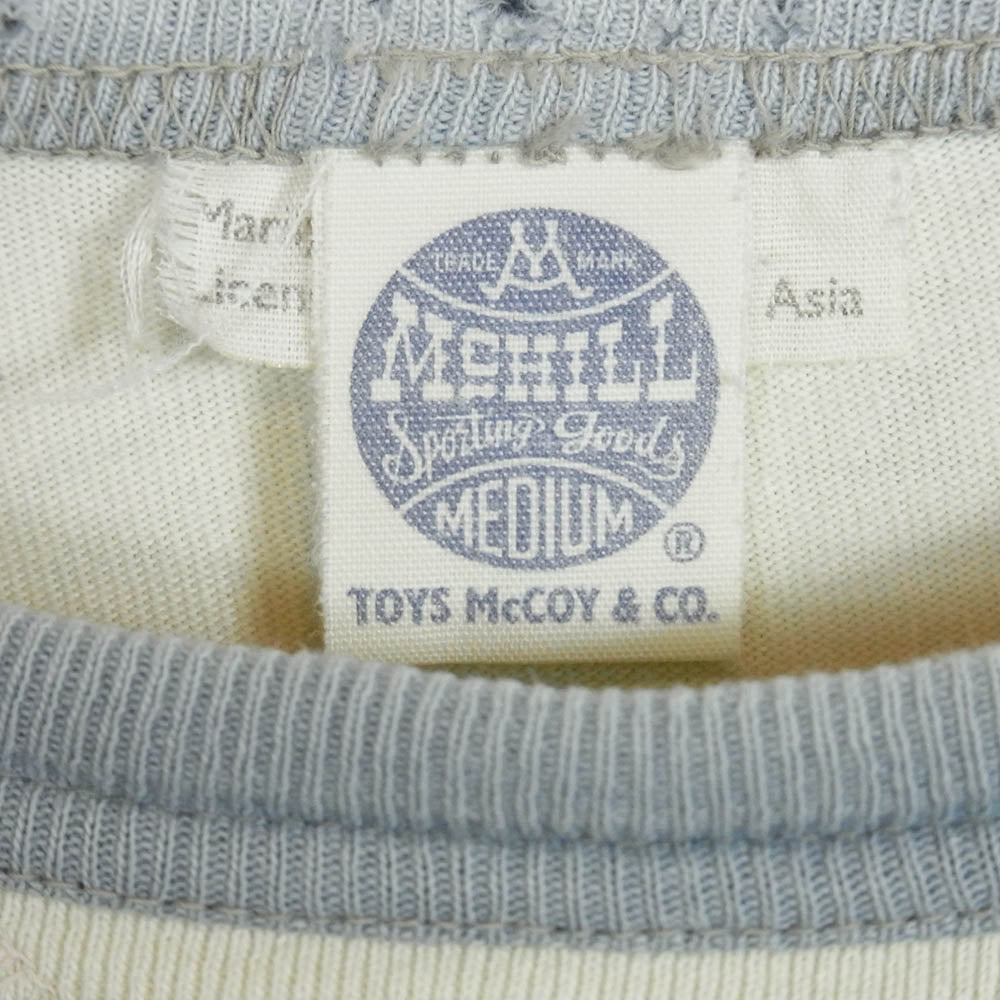 TRADE MARK
McHILL
Sporting Goods
MEDIUM
®
TOYS McCOY & CO.
Asia